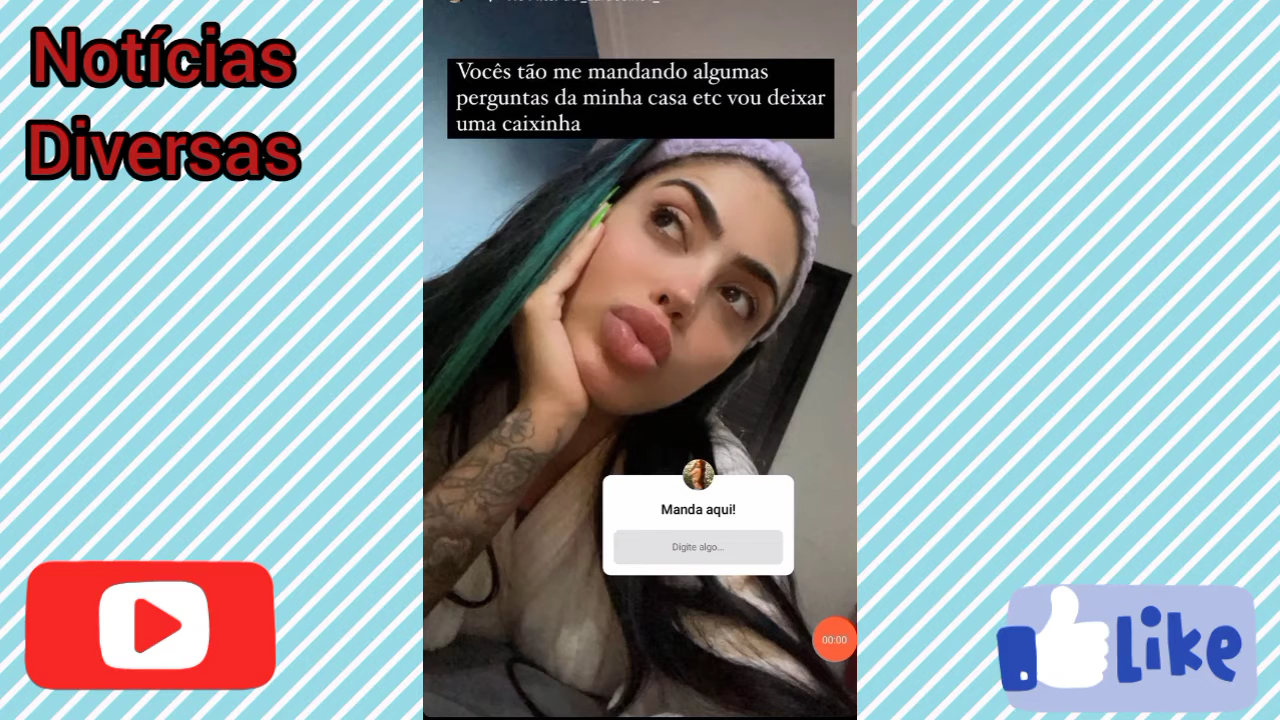 Notícias
Diversas
Vocês tão me mandando algumas
perguntas da minha casa etc vou deixar
uma caixinha
Manda aqui!
Digite algo...
00:00
Like